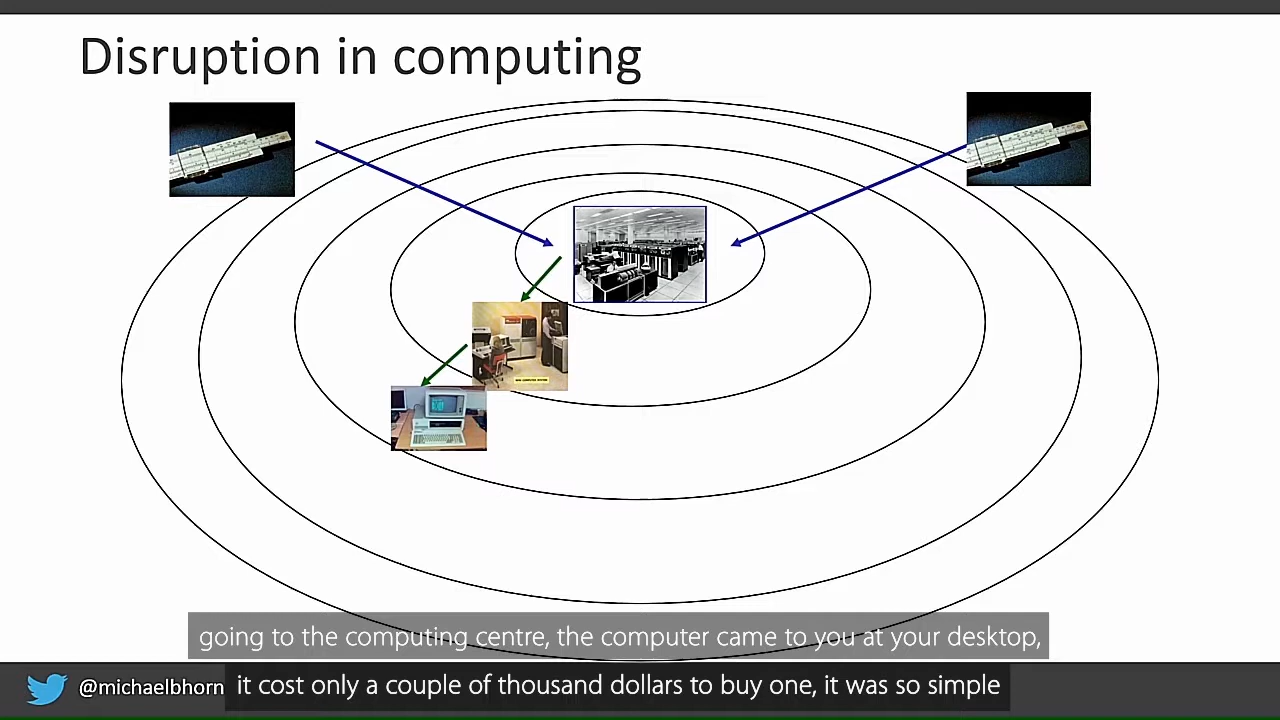 Disruption in computing
going to the computing centre, the computer came to you at your desktop,
@michaelbhorn
it cost only a couple of thousand dollars to buy one, it was so simple